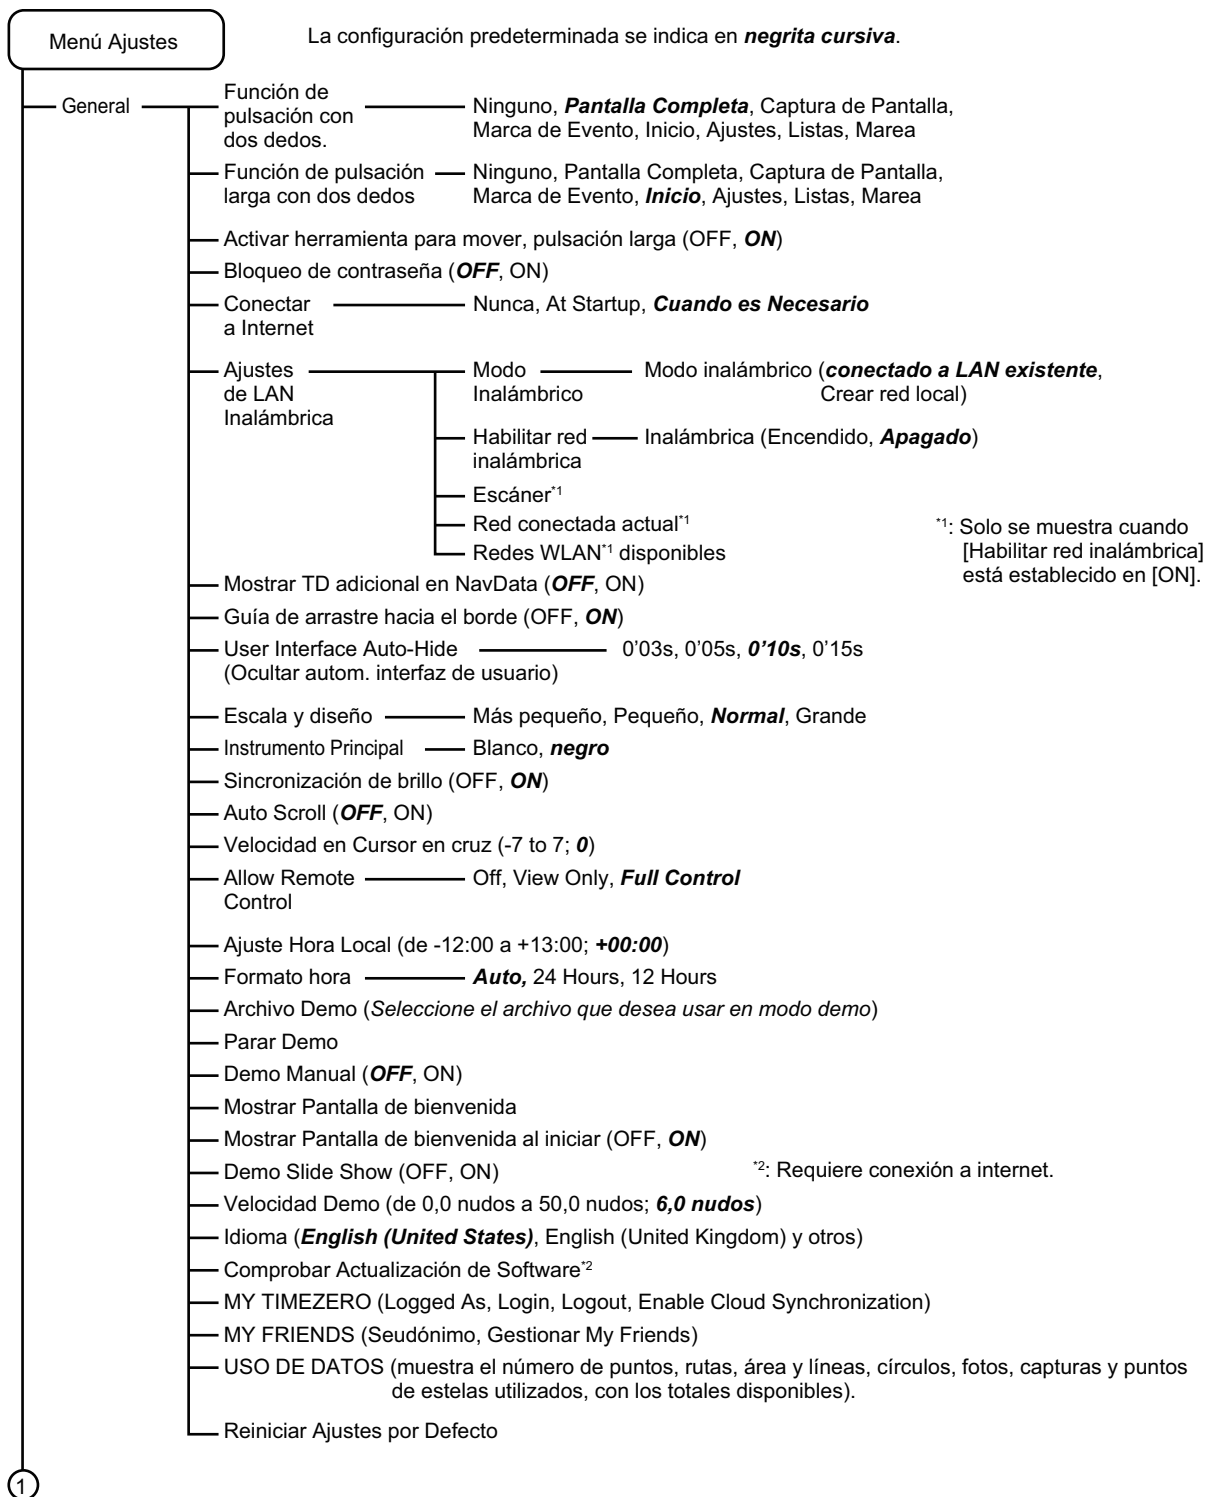 Menú Ajustes
La configuración predeterminada se indica en negrita cursiva.
General
Función de
pulsación con
dos dedos.
Ninguno, Pantalla Completa, Captura de Pantalla,
Marca de Evento, Inicio, Ajustes, Listas, Marea
Función de pulsación
larga con dos dedos
Ninguno, Pantalla Completa, Captura de Pantalla,
Marca de Evento, Inicio, Ajustes, Listas, Marea
Activar herramienta para mover, pulsación larga (OFF, ON)
Bloqueo de contraseña (OFF, ON)
Conectar
a Internet
Nunca, At Startup, Cuando es Necesario
Ajustes
de LAN
Inalámbrica
Modo
Inalámbrico
Modo inalámbrico (conectado a LAN existente,
Crear red local)
Habilitar red
inalámbrica
Inalámbrica (Encendido, Apagado)
Escáner*1
Red conectada actual*1
Redes WLAN*1 disponibles
*1: Solo se muestra cuando
[Habilitar red inalámbrica]
está establecido en [ON].
Mostrar TD adicional en NavData (OFF, ON)
Guía de arrastre hacia el borde (OFF, ON)
User Interface Auto-Hide
(Ocultar autom. interfaz de usuario)
0’03s, 0’05s, 0’10s, 0’15s
Escala y diseño
Más pequeño, Pequeño, Normal, Grande
Instrumento Principal
Blanco, negro
Sincronización de brillo (OFF, ON)
Auto Scroll (OFF, ON)
Velocidad en Cursor en cruz (-7 to 7; 0)
Allow Remote
Control
Off, View Only, Full Control
Ajuste Hora Local (de -12:00 a +13:00; +00:00)
Formato hora
Auto, 24 Hours, 12 Hours
Archivo Demo (Seleccione el archivo que desea usar en modo demo)
Parar Demo
Demo Manual (OFF, ON)
Mostrar Pantalla de bienvenida
Mostrar Pantalla de bienvenida al iniciar (OFF, ON)
Demo Slide Show (OFF, ON)
*2: Requiere conexión a internet.
Velocidad Demo (de 0,0 nudos a 50,0 nudos; 6,0 nudos)
Idioma (English (United States), English (United Kingdom) y otros)
Comprobar Actualización de Software*2
MY TIMEZERO (Logged As, Login, Logout, Enable Cloud Synchronization)
MY FRIENDS (Seudónimo, Gestionar My Friends)
USO DE DATOS (muestra el número de puntos, rutas, área y líneas, círculos, fotos, capturas y puntos
de estelas utilizados, con los totales disponibles).
Reiniciar Ajustes por Defecto
1